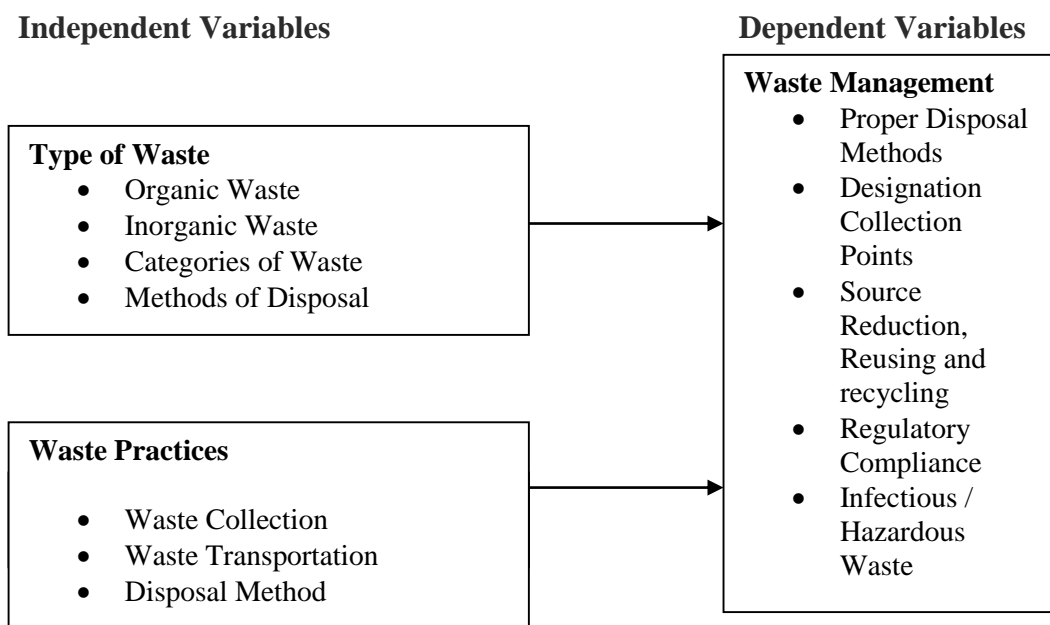 Independent Variables
Type of Waste
• Organic Waste
• Inorganic Waste
• Categories of Waste
• Methods of Disposal
Waste Practices
• Waste Collection
• Waste Transportation
• Disposal Method
Dependent Variables
Waste Management
• Proper Disposal
Methods
• Designation
Collection
Points
• Source
Reduction,
Reusing and
recycling
• Regulatory
Compliance
• Infectious /
Hazardous
Waste